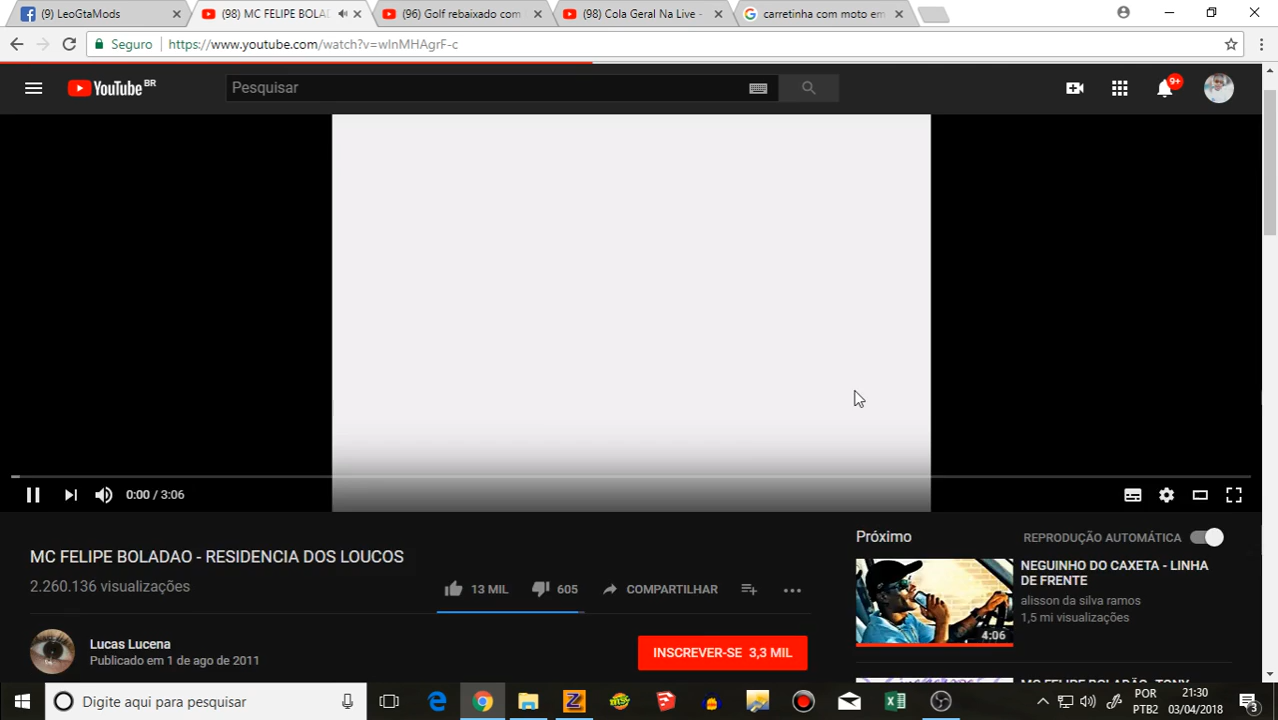 (9) LeoGtaMods
(98) MC FELIPE BOLA
(96) Golf rebaixado com
(98) Cola Geral Na Live -
carretinha com moto em
Seguro
https://www.youtube.com/watch?v=wInMHAgrF-c
YouTube BR
Pesquisar
9+
0:00 / 3:06
MC FELIPE BOLADAO - RESIDENCIA DOS LOUCOS
2.260.136 visualizações
13 MIL
605
COMPARTILHAR
Lucas Lucena
Publicado em 1 de ago de 2011
INSCREVER-SE 3,3 MIL
Próximo
REPRODUÇÃO AUTOMÁTICA
NEGUINHO DO CAXETA - LINHA
DE FRENTE
alisson da silva ramos
1,5 mi visualizações
4:06
Digite aqui para pesquisar
POR
PTB2
21:30
03/04/2018
3